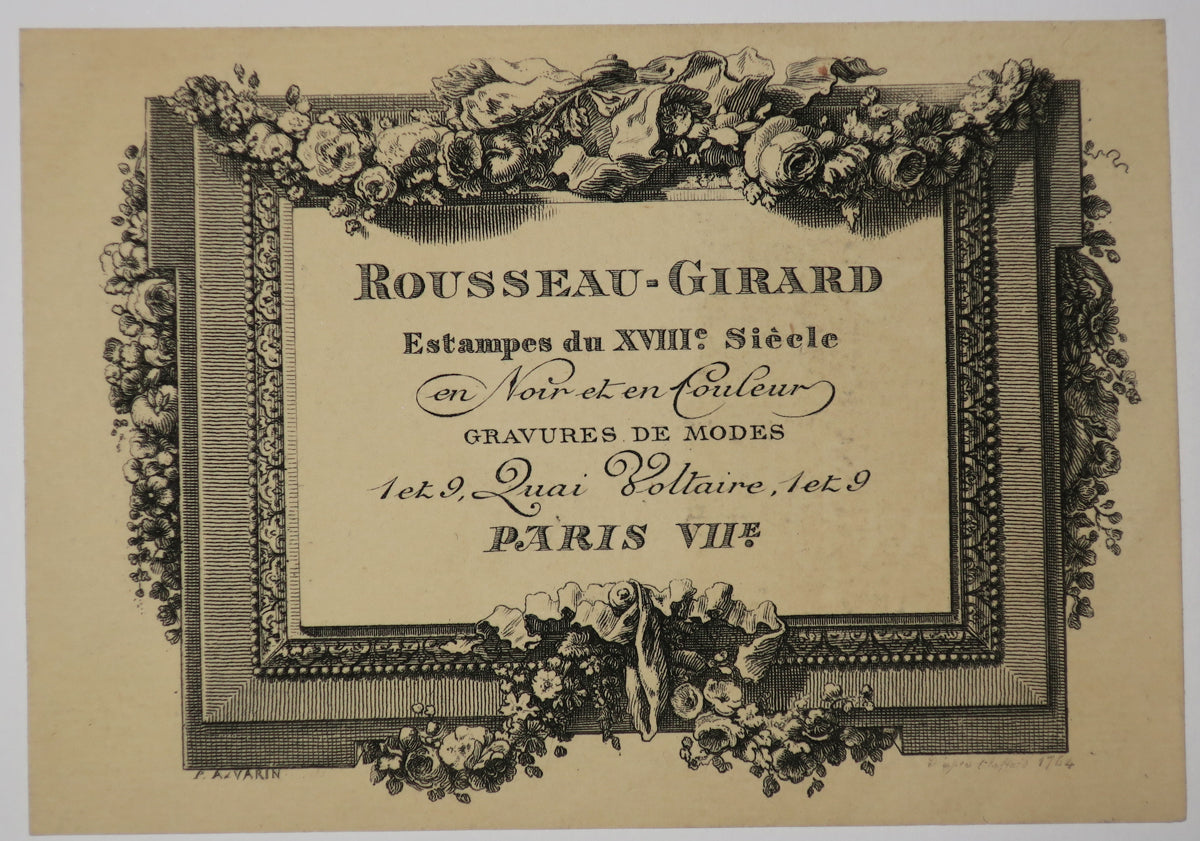 ROUSSEAU-GIRARD
Estampes du XVIIIe Siècle
en Noir et en Couleur
GRAVURES DE MODES
1 et 9, Quai Voltaire, 1 et 9
PARIS VIIE
P. A. VARIN
1764